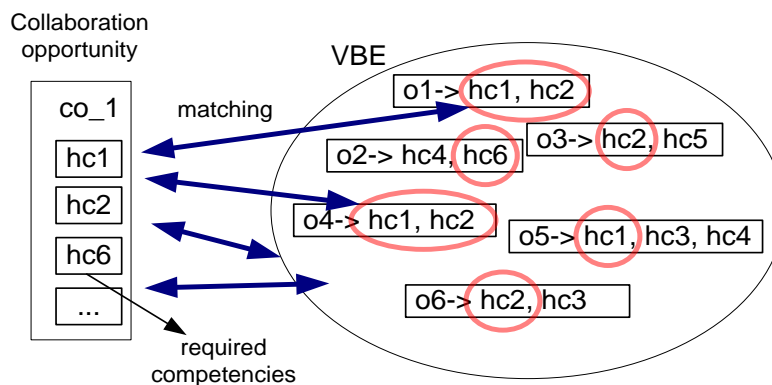 Collaboration
opportunity
co_1
hc1
hc2
hc6
...
required
competencies
matching
VBE
o1-> hc1, hc2
o3-> hc2, hc5
o2-> hc4, hc6
o4-> hc1, hc2
o5-> hc1, hc3, hc4
o6-> hc2, hc3